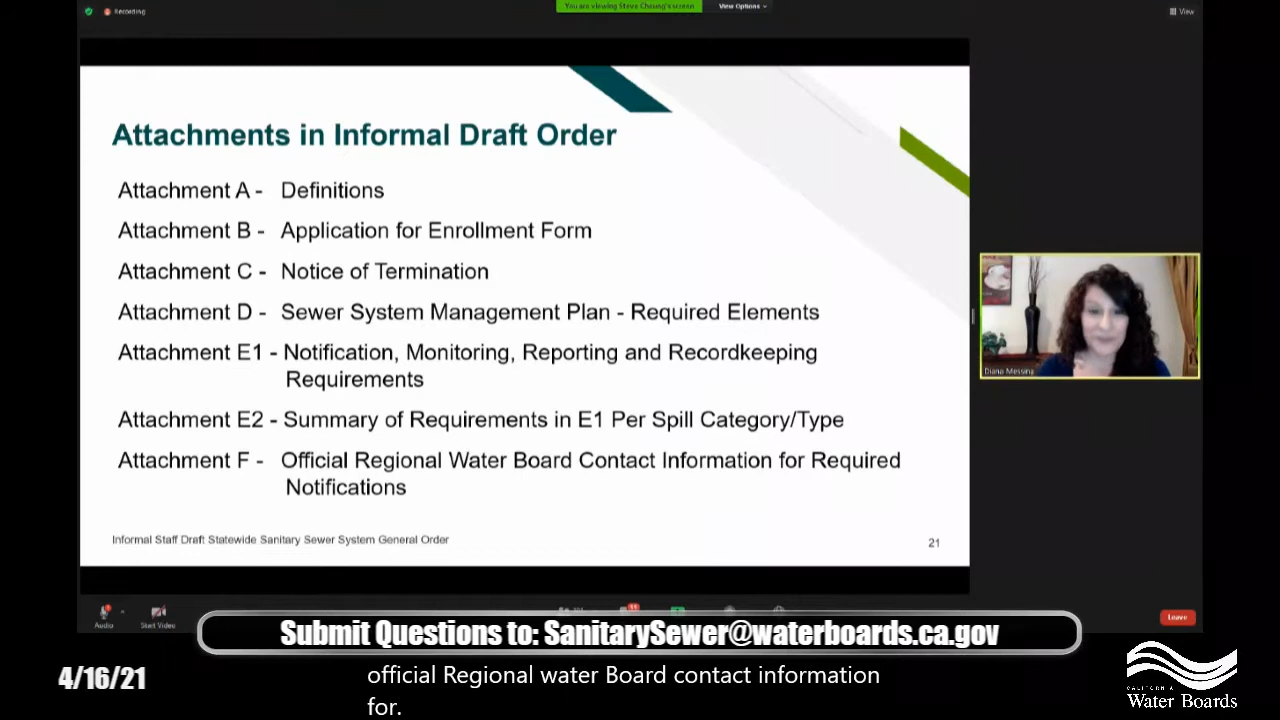 Recording
You are viewing Steve Cheung's screen
View Options
View
Attachments in Informal Draft Order
Attachment A - Definitions
Attachment B - Application for Enrollment Form
Attachment C - Notice of Termination
Attachment D - Sewer System Management Plan - Required Elements
Attachment E1 - Notification, Monitoring, Reporting and Recordkeeping
Requirements
Attachment E2 - Summary of Requirements in E1 Per Spill Category/Type
Attachment F - Official Regional Water Board Contact Information for Required
Notifications
Informal Staff Draft Statewide Sanitary Sewer System General Order
21
Diana Messing
Audio
Start Video
Leave
Submit Questions to: SanitarySewer@waterboards.ca.gov
4/16/21
official Regional water Board contact information
for.
CALIFORNIA
Water Boards